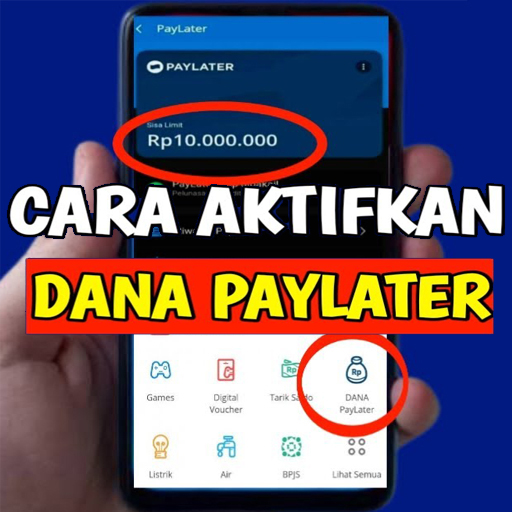 PayLater
PAYLATER
Sisa Limit
Rp10.000.000
CARA AKTIFKAN
DANA PAYLATER
Games
Digital
Voucher
Tarik Saldo
Rp
DANA
PayLater
Listrik
Air
BPJS
Lihat Semua